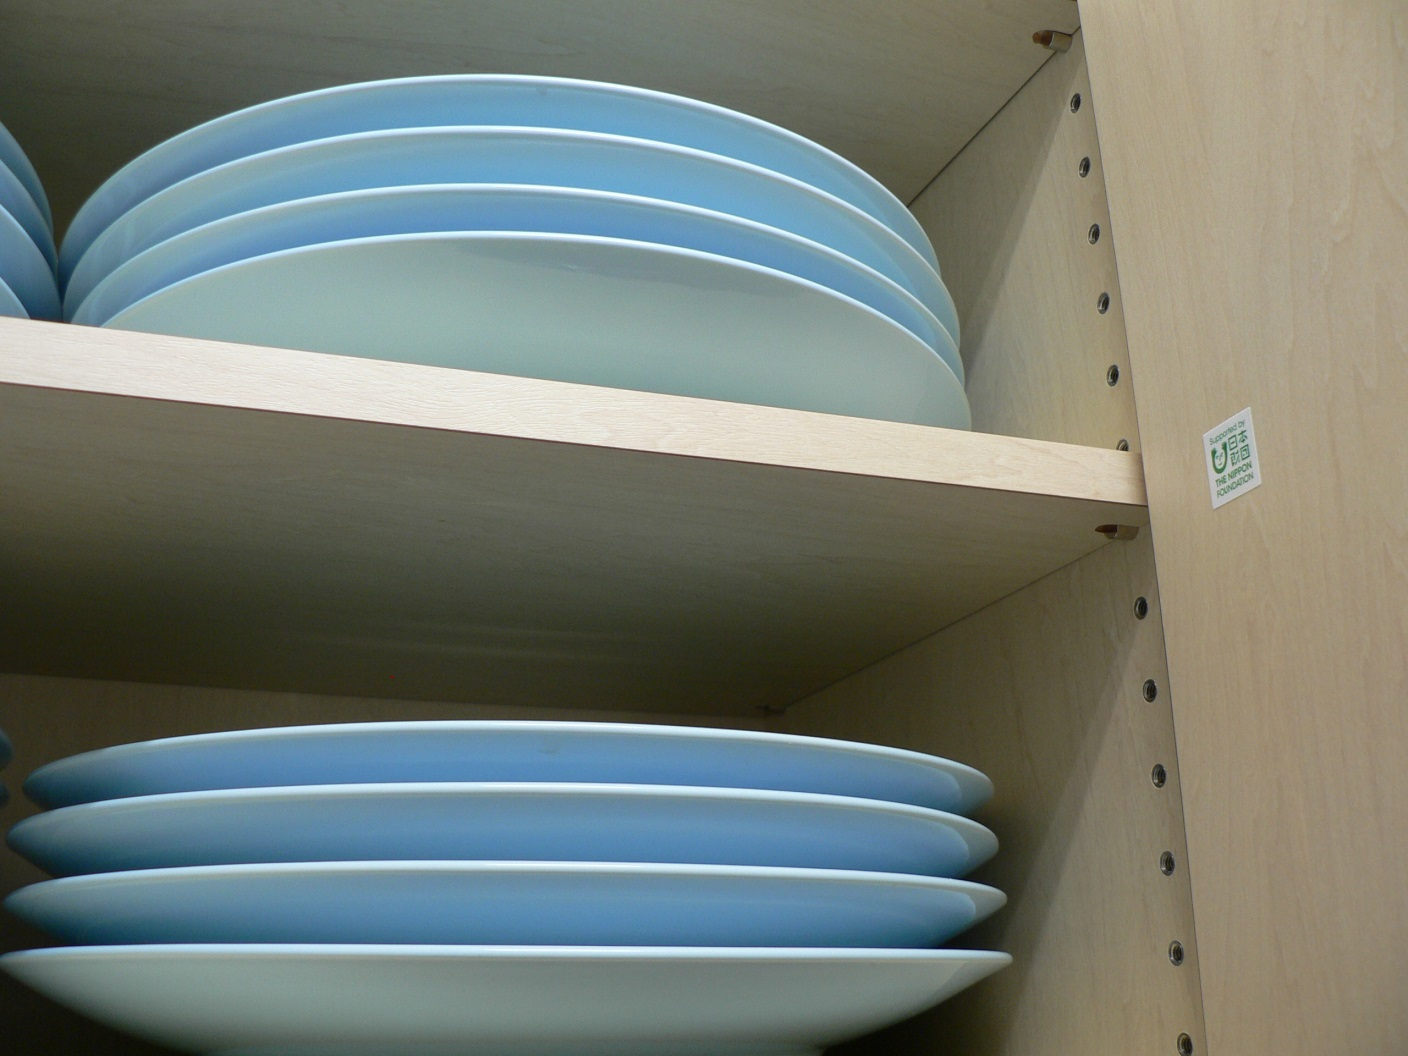 Supported by
日本
財団
THE NIPPON
FOUNDATION